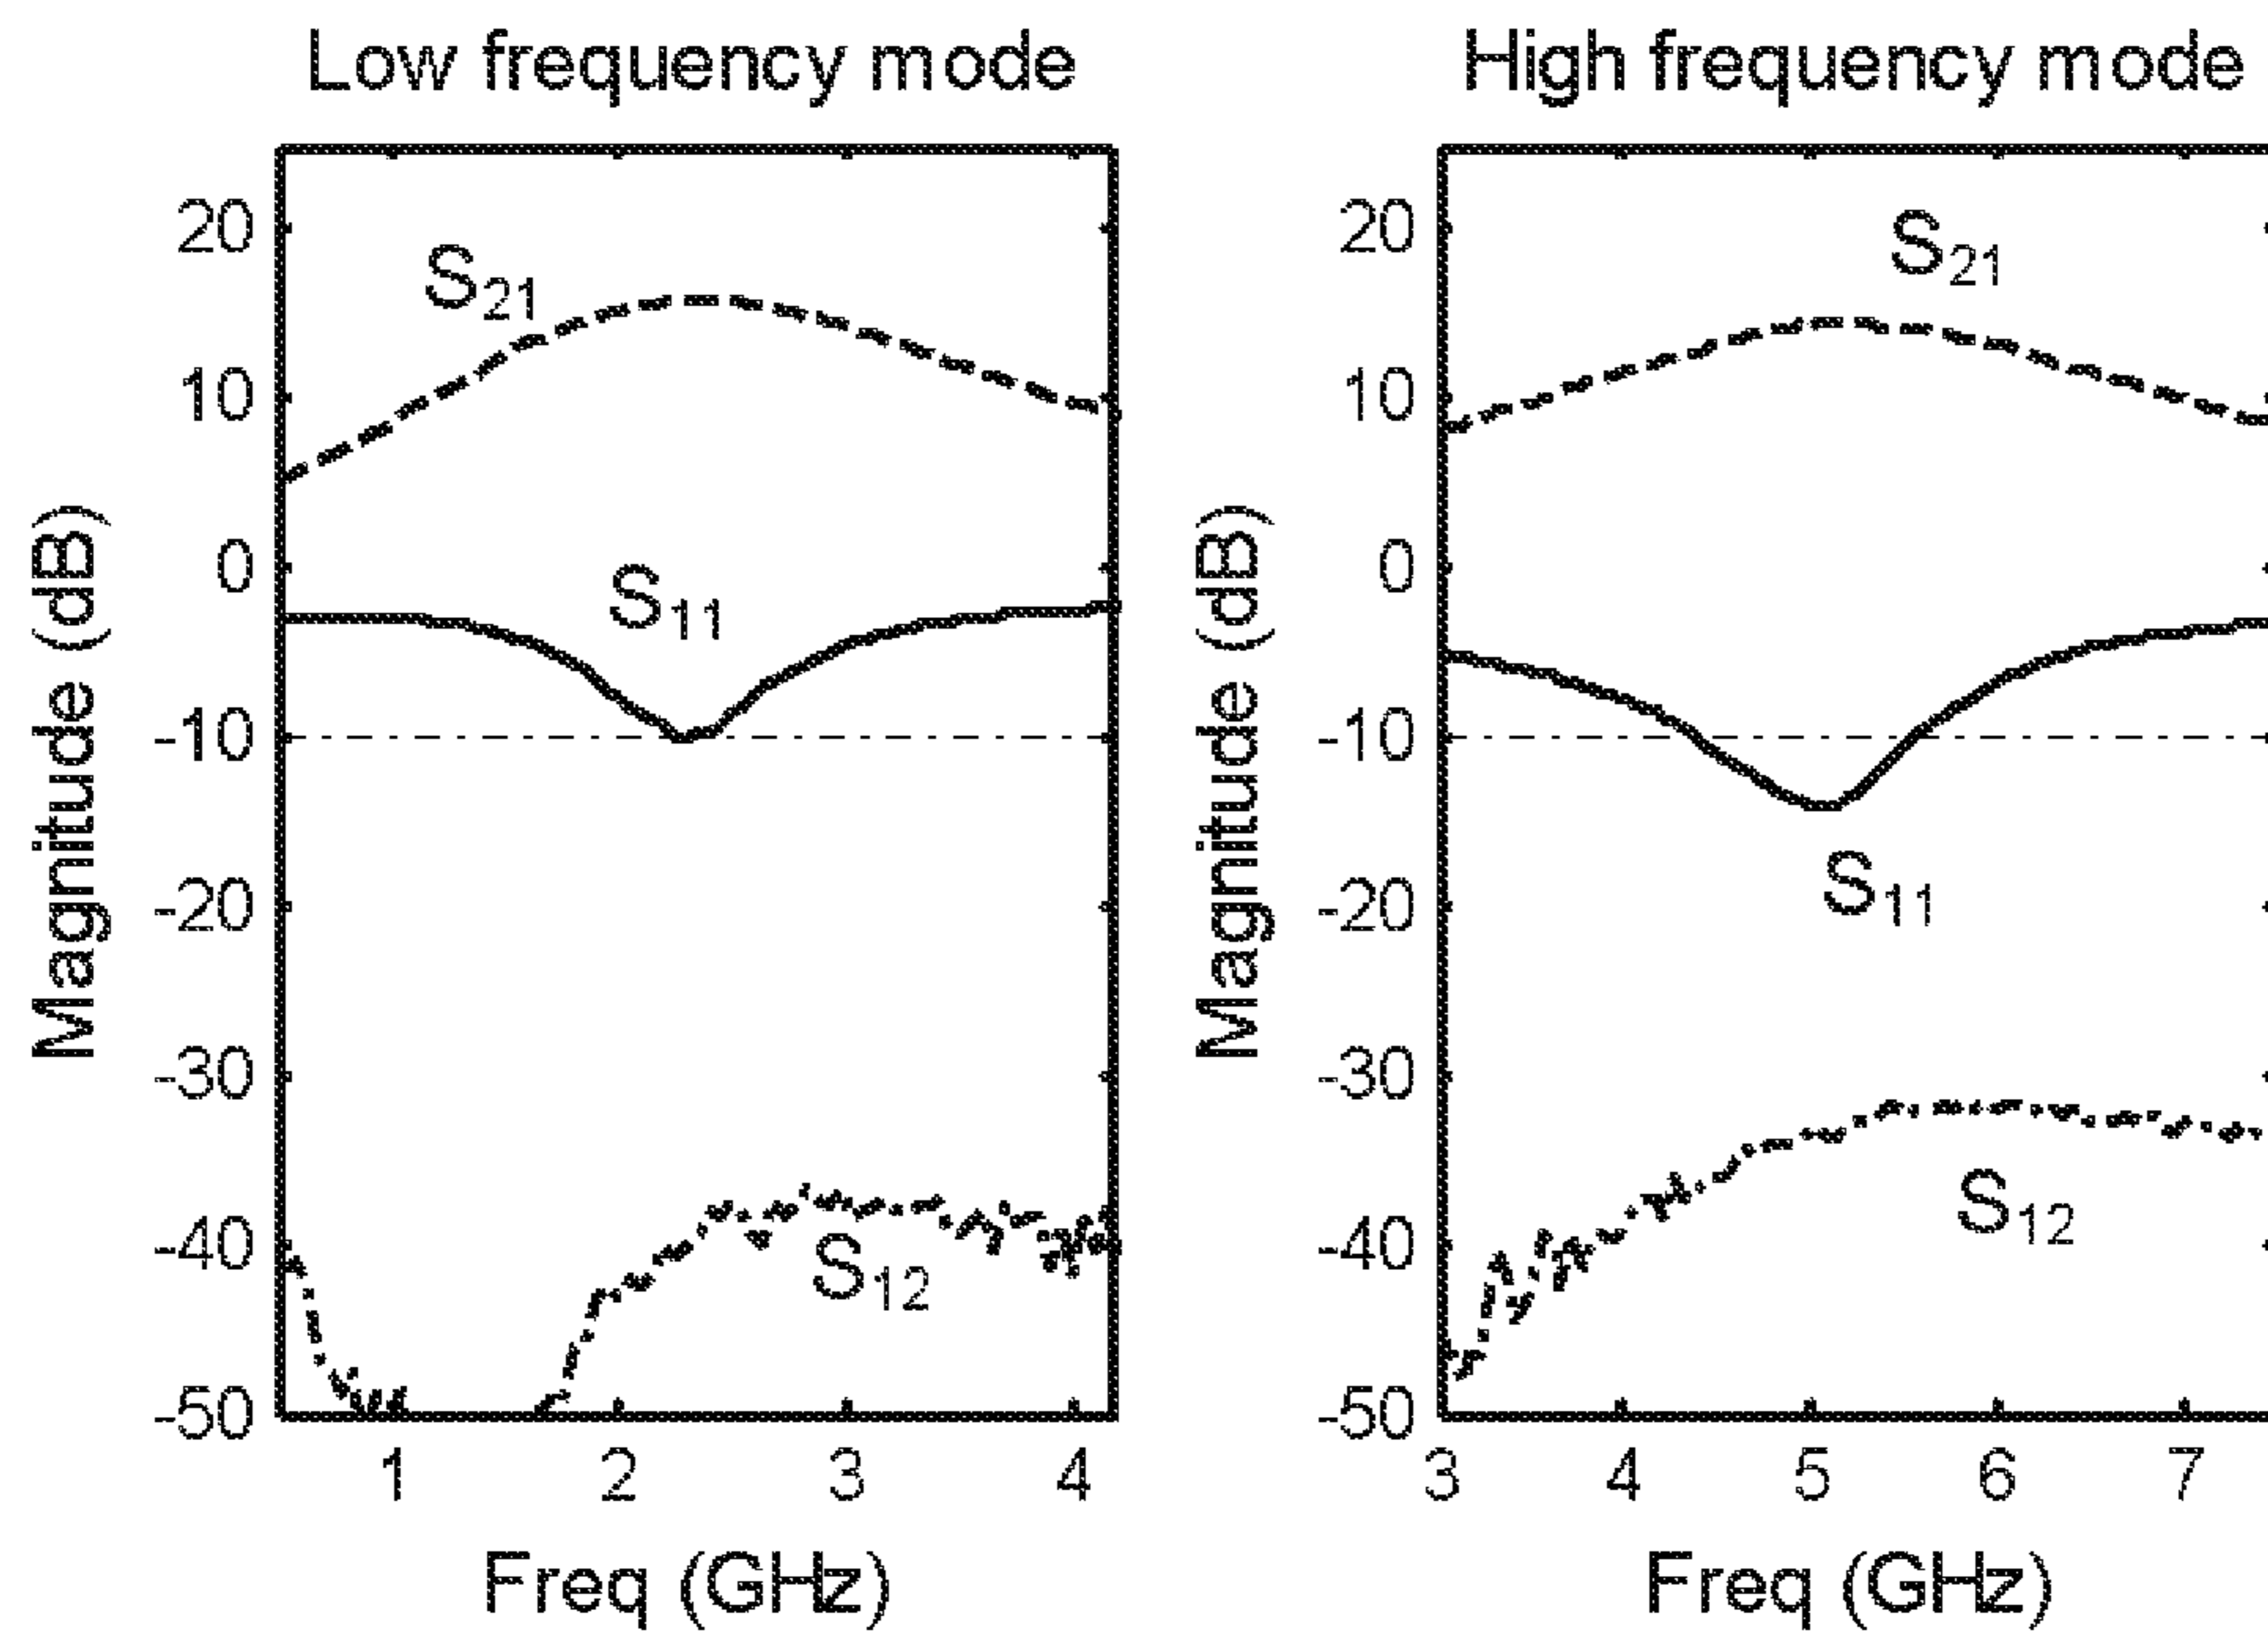 Low frequency mode
Magnitude (dB)
20
10
0
-10
-20
-30
-40
-50
S21
S11
S12
1 2 3 4
Freq (GHz)
High frequency mode
Magnitude (dB)
20
10
0
-10
-20
-30
-40
-50
S21
S11
S12
3 4 5 6 7
Freq (GHz)